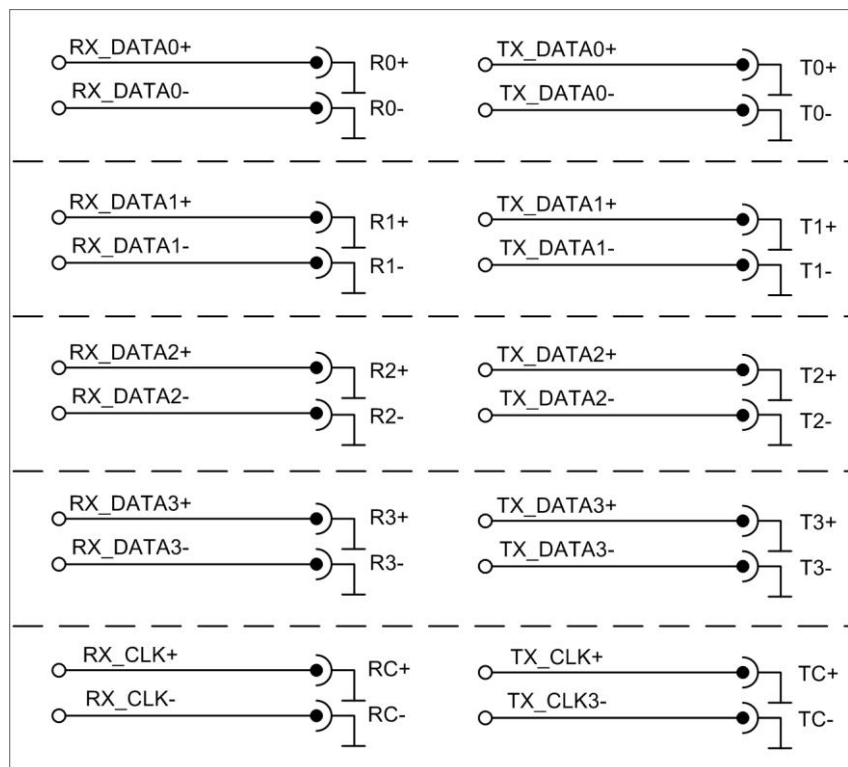 RX_DATA0+ R0+ TX_DATA0+ T0+
RX_DATA0- R0- TX_DATA0- T0-
RX_DATA1+ R1+ TX_DATA1+ T1+
RX_DATA1- R1- TX_DATA1- T1-
RX_DATA2+ R2+ TX_DATA2+ T2+
RX_DATA2- R2- TX_DATA2- T2-
RX_DATA3+ R3+ TX_DATA3+ T3+
RX_DATA3- R3- TX_DATA3- T3-
RX_CLK+ RC+ TX_CLK+ TC+
RX_CLK- RC- TX_CLK3- TC-